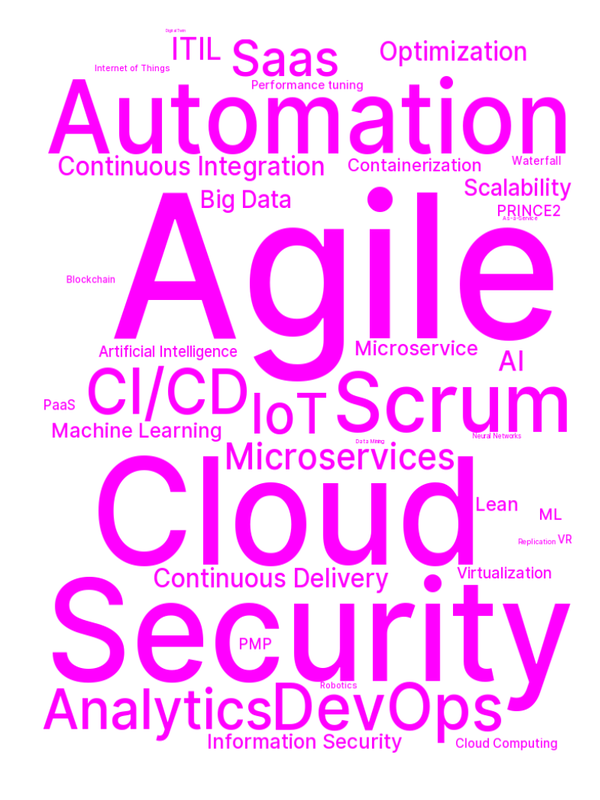 Digital Twin
ITIL
Saas
Optimization
Internet of Things
Performance tuning
Automation
Continuous Integration
Containerization
Waterfall
Scalability
Big Data
PRINCE2
As-a-Service
Agile
Blockchain
Microservice
Artificial Intelligence
AI
CI/CD
IoT
Scrum
PaaS
Machine Learning
Neural Networks
Data Mining
Microservices
Cloud
Lean
ML
Replication
VR
Continuous Delivery
Virtualization
Security
PMP
Robotics
Analytics
DevOps
Information Security
Cloud Computing